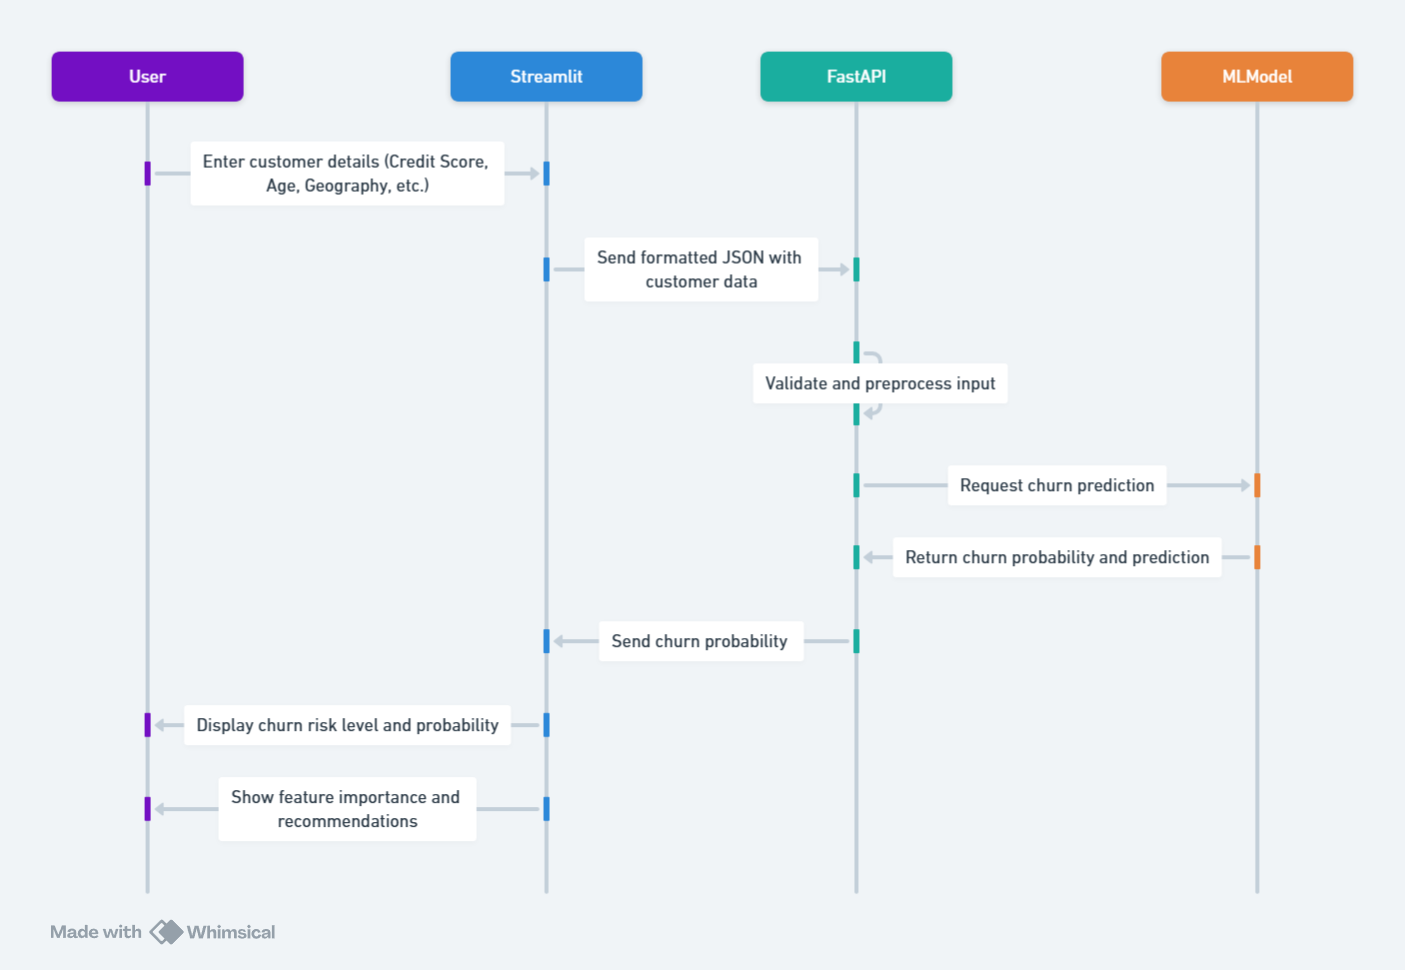 User
Streamlit
FastAPI
MLModel
Enter customer details (Credit Score,
Age, Geography, etc.)
Send formatted JSON with
customer data
Validate and preprocess input
Request churn prediction
Return churn probability and prediction
Send churn probability
Display churn risk level and probability
Show feature importance and
recommendations
Made with Whimsical